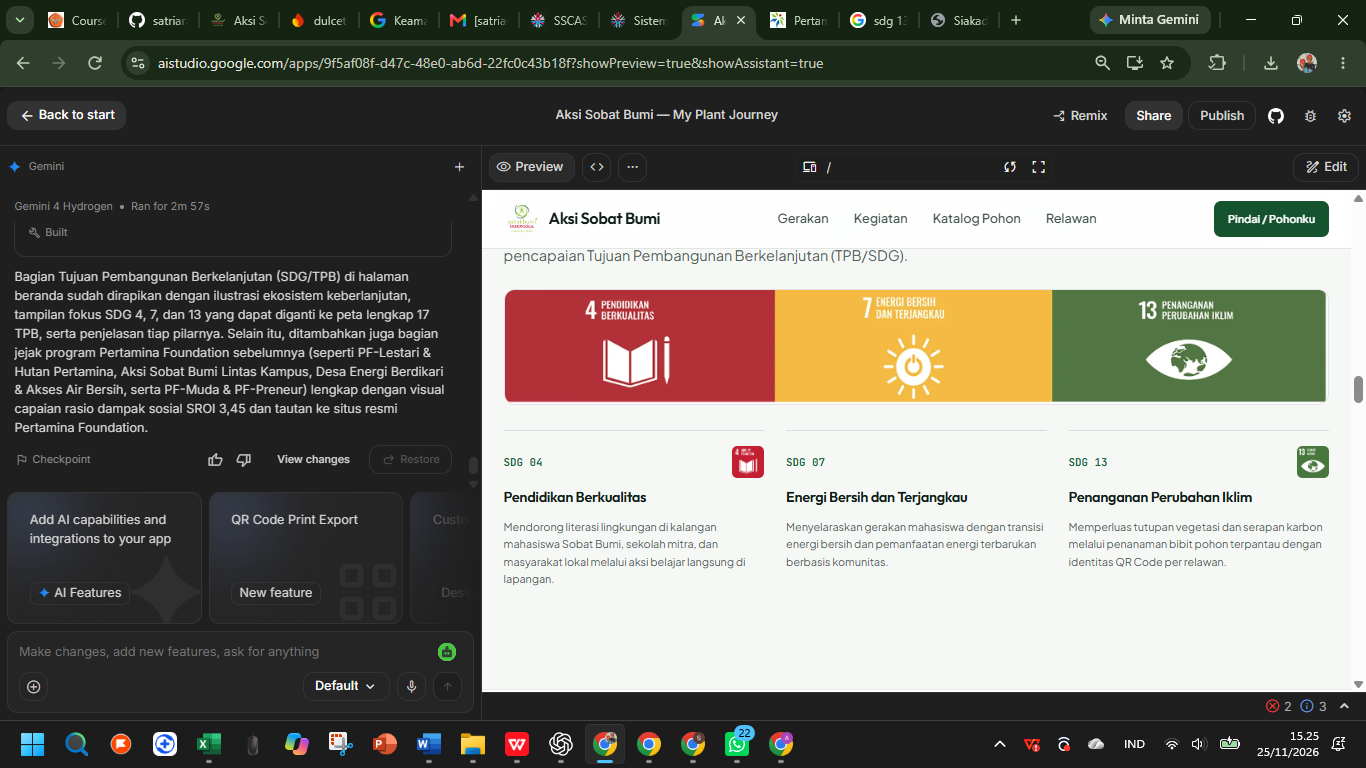 Course
satrian
Aksi So
dulcet
Keama
[satria
SSCAS
Sistem
Ak
Pertan
sdg 13
Siakad
Minta Gemini
aistudio.google.com/apps/9f5af08f-d47c-48e0-ab6d-22fc0c43b18f?showPreview=true&showAssistant=true
Back to start
Aksi Sobat Bumi — My Plant Journey
Remix
Share
Publish
Gemini
Preview
/
Edit
Gemini 4 Hydrogen • Ran for 2m 57s
Built
Bagian Tujuan Pembangunan Berkelanjutan (SDG/TPB) di halaman
beranda sudah dirapikan dengan ilustrasi ekosistem keberlanjutan,
tampilan fokus SDG 4, 7, dan 13 yang dapat diganti ke peta lengkap 17
TPB, serta penjelasan tiap pilarnya. Selain itu, ditambahkan juga bagian
jejak program Pertamina Foundation sebelumnya (seperti PF-Lestari &
Hutan Pertamina, Aksi Sobat Bumi Lintas Kampus, Desa Energi Berdikari
& Akses Air Bersih, serta PF-Muda & PF-Preneur) lengkap dengan visual
capaian rasio dampak sosial SROI 3,45 dan tautan ke situs resmi
Pertamina Foundation.
Checkpoint
View changes
Restore
Add AI capabilities and
integrations to your app
AI Features
QR Code Print Export
New feature
Custo
Desi
Make changes, add new features, ask for anything
Default
Aksi Sobat Bumi
Gerakan
Kegiatan
Katalog Pohon
Relawan
Pindai / Pohonku
pencapaian Tujuan Pembangunan Berkelanjutan (TPB/SDG).
4 PENDIDIKAN
BERKUALITAS
7 ENERGI BERSIH
DAN TERJANGKAU
13 PENANGANAN
PERUBAHAN IKLIM
SDG 04
Pendidikan Berkualitas
Mendorong literasi lingkungan di kalangan
mahasiswa Sobat Bumi, sekolah mitra, dan
masyarakat lokal melalui aksi belajar langsung di
lapangan.
SDG 07
Energi Bersih dan Terjangkau
Menyelaraskan gerakan mahasiswa dengan transisi
energi bersih dan pemanfaatan energi terbarukan
berbasis komunitas.
SDG 13
Penanganan Perubahan Iklim
Memperluas tutupan vegetasi dan serapan karbon
melalui penanaman bibit pohon terpantau dengan
identitas QR Code per relawan.
2
3
22
IND
15.25
25/11/2026